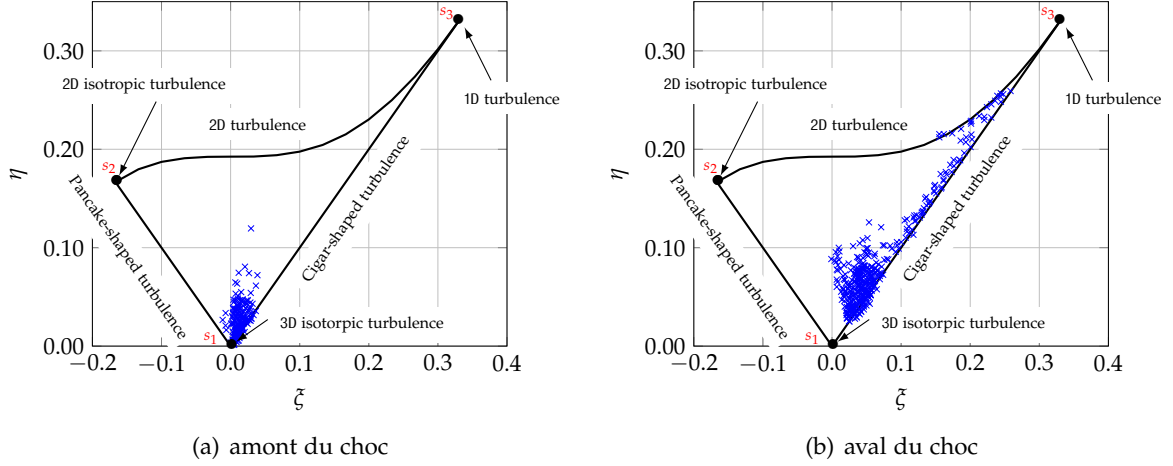 s3
0.30
2D isotropic turbulence
1D turbulence
2D turbulence
0.20
s2
η
Pancake-shaped turbulence
Cigar-shaped turbulence
0.10
3D isotorpic turbulence
s1
0.00
−0.2 −0.1 0.0 0.1 0.2 0.3 0.4
ξ
(a) amont du choc
s3
0.30
2D isotropic turbulence
1D turbulence
2D turbulence
0.20
s2
η
Pancake-shaped turbulence
Cigar-shaped turbulence
0.10
3D isotorpic turbulence
s1
0.00
−0.2 −0.1 0.0 0.1 0.2 0.3 0.4
ξ
(b) aval du choc